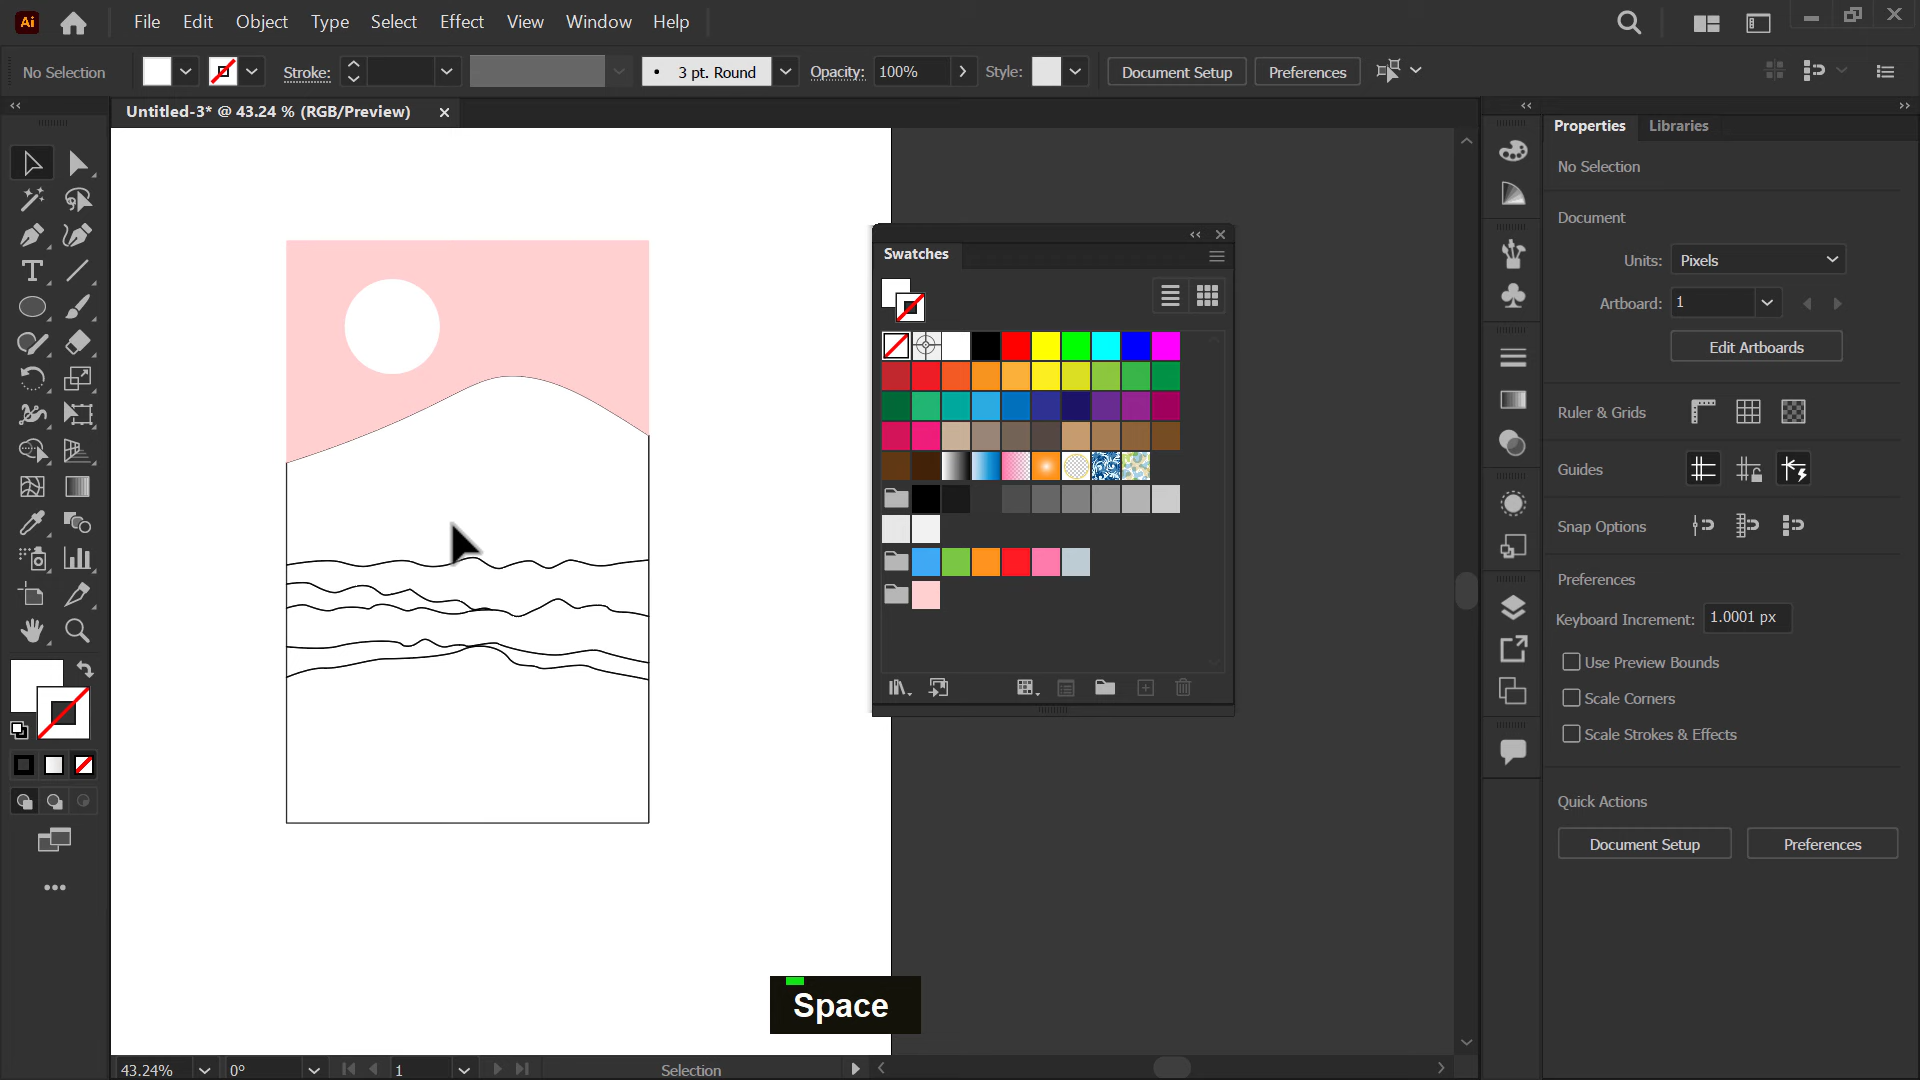 Ai File Edit Object Type Select Effect View Window Help
No Selection Stroke: 3 pt. Round Opacity: 100% Style: Document Setup Preferences
Untitled-3* @ 43.24 % (RGB/Preview)
Properties Libraries
No Selection
Document
Units: Pixels
Artboard: 1
Edit Artboards
Ruler & Grids
Guides
Snap Options
Preferences
Keyboard Increment: 1.0001 px
Use Preview Bounds
Scale Corners
Scale Strokes & Effects
Quick Actions
Document Setup Preferences
Swatches
Space
43.24% 0° 1 Selection